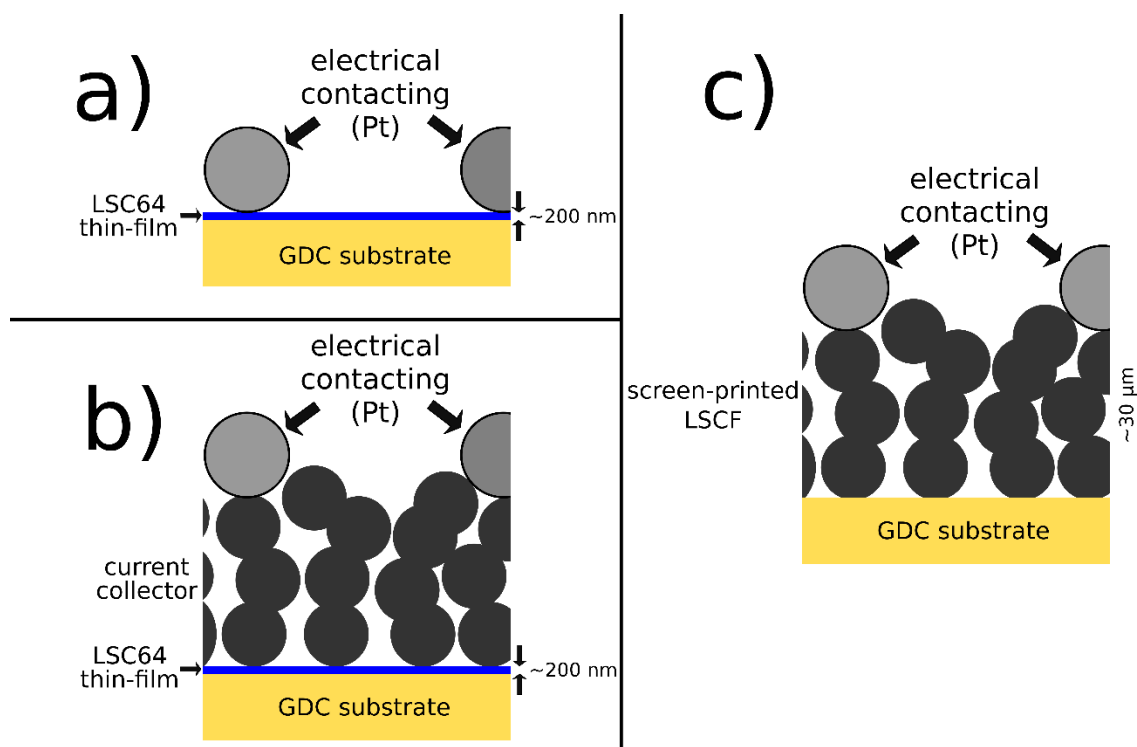 a)
electrical
contacting
(Pt)
LSC64
thin-film
~200 nm
GDC substrate
b)
electrical
contacting
(Pt)
current
collector
LSC64
thin-film
~200 nm
GDC substrate
c)
electrical
contacting
(Pt)
screen-printed
LSCF
~30 µm
GDC substrate